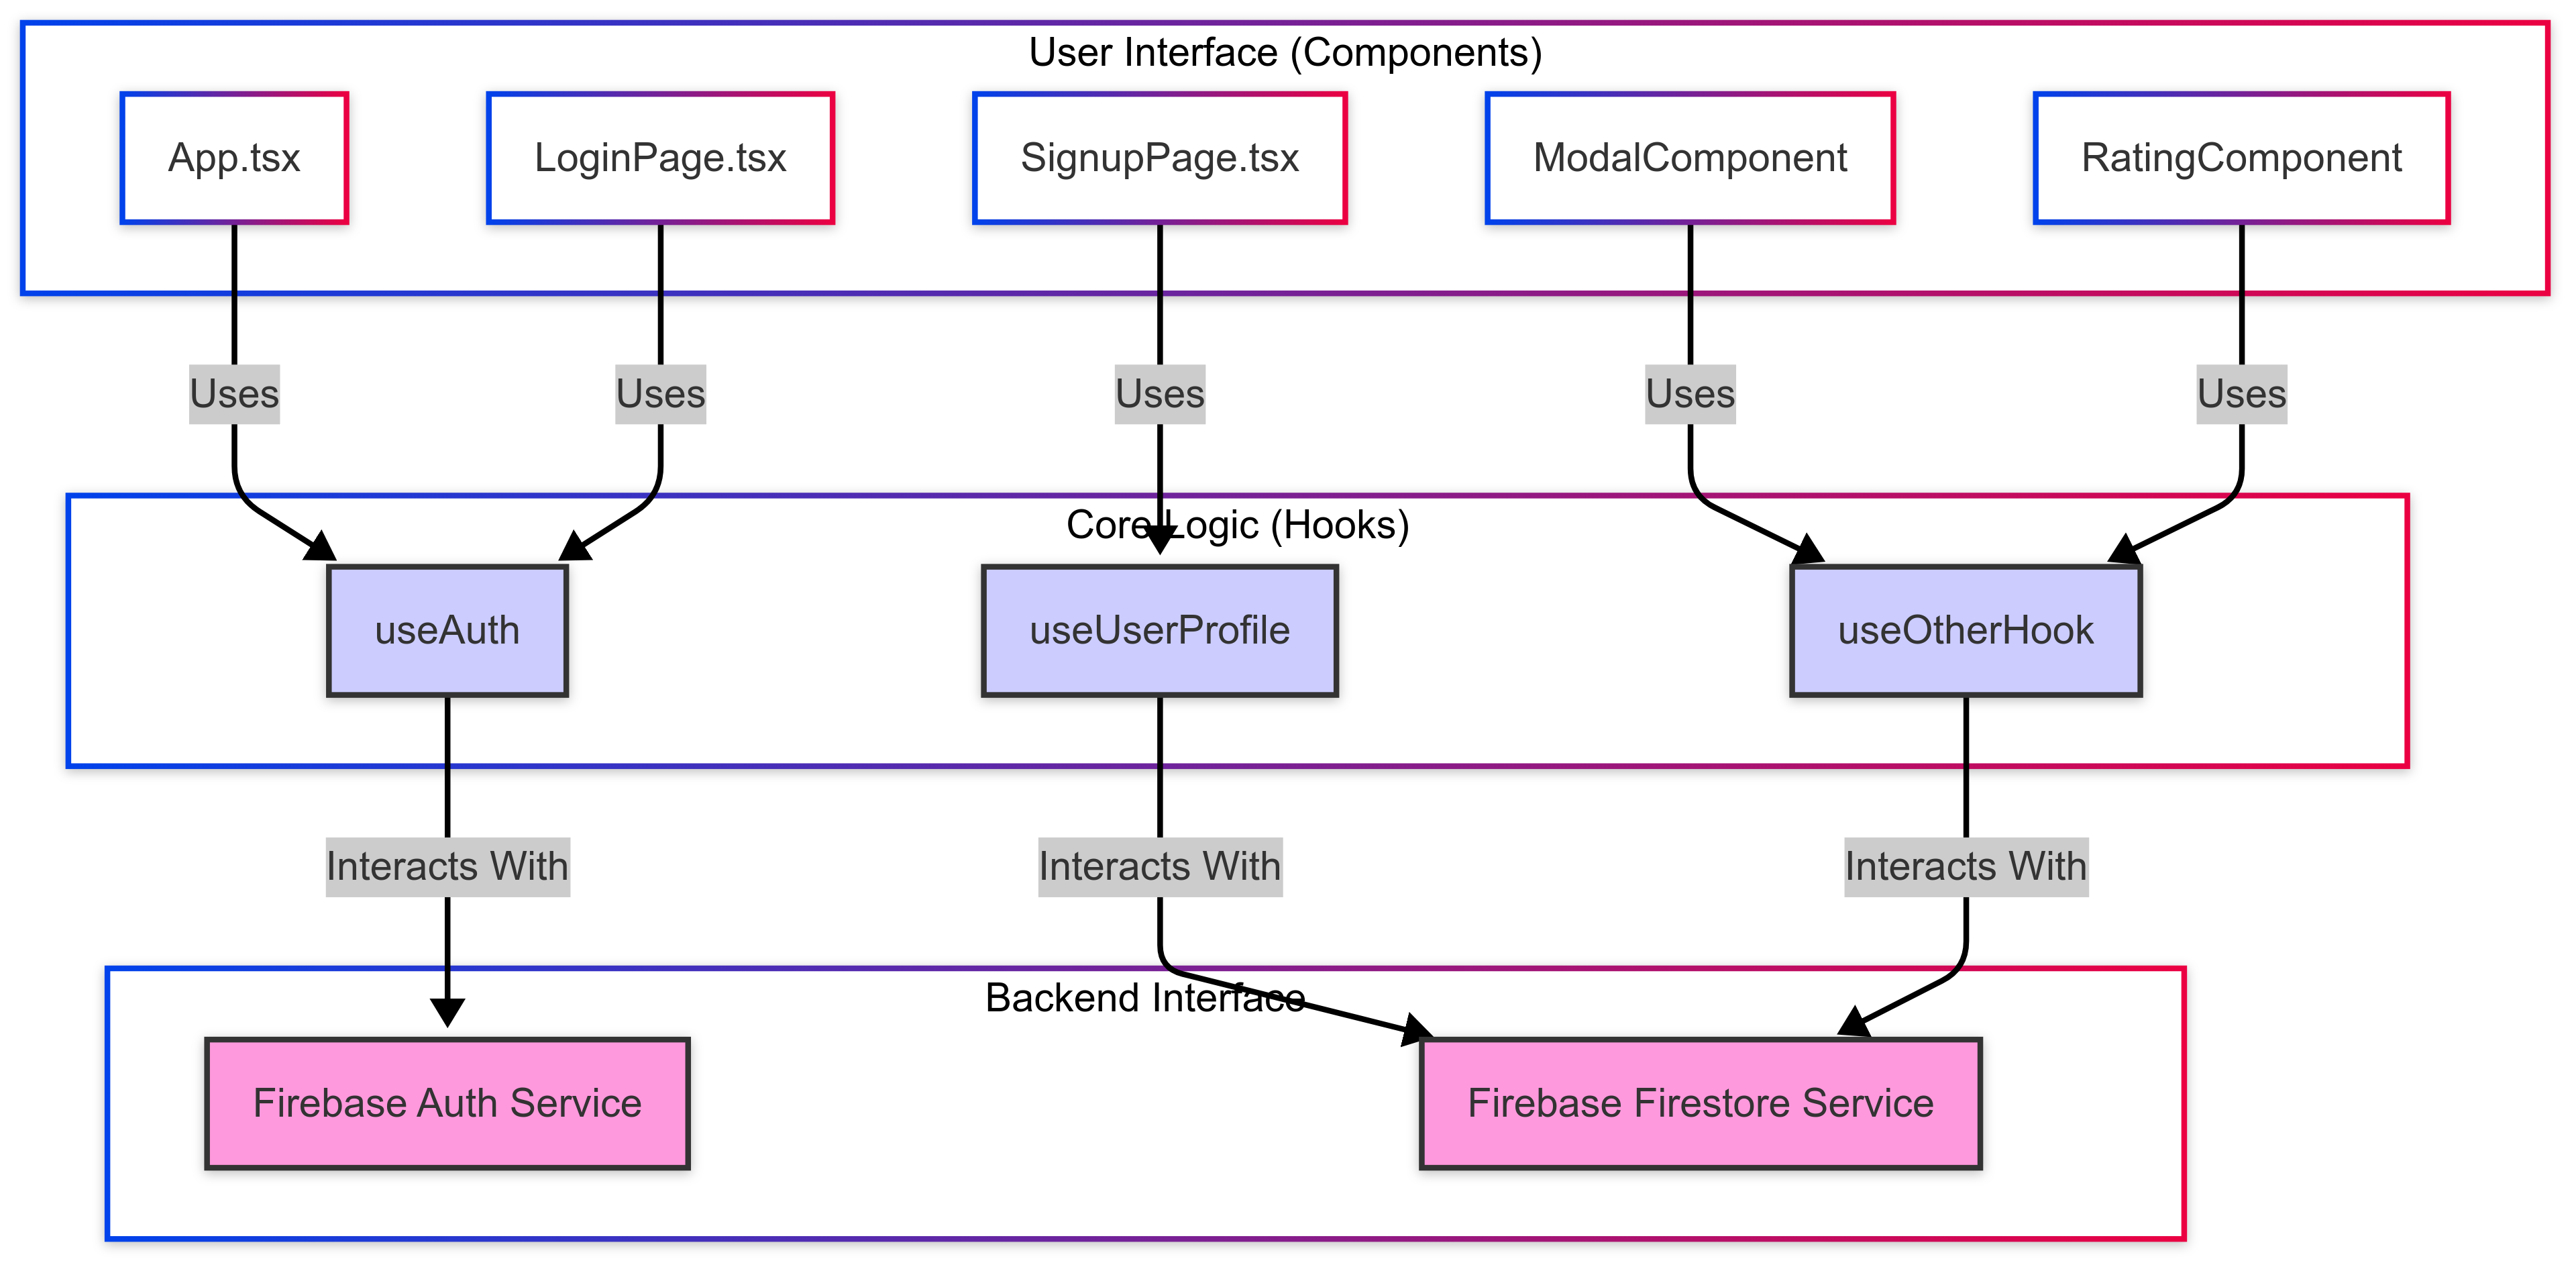 User Interface (Components)
App.tsx
LoginPage.tsx
SignupPage.tsx
ModalComponent
RatingComponent
Uses
Uses
Uses
Uses
Uses
Core Logic (Hooks)
useAuth
useUserProfile
useOtherHook
Interacts With
Interacts With
Interacts With
Backend Interface
Firebase Auth Service
Firebase Firestore Service